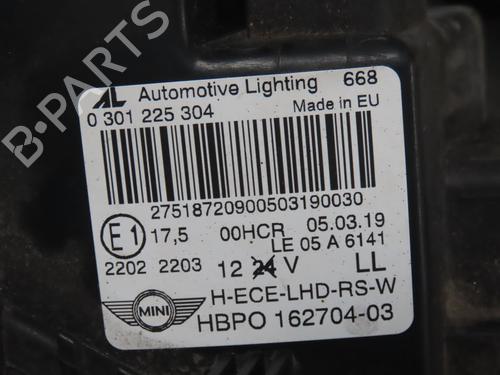 AL Automotive Lighting 668
0 301 225 304 Made in EU
27518720900503190030
E1 17,5 00HCR 05.03.19
LE 05 A 6141
2202 2203 12 24 V LL
MINI H-ECE-LHD-RS-W
HBPO 162704-03
B-PARTS